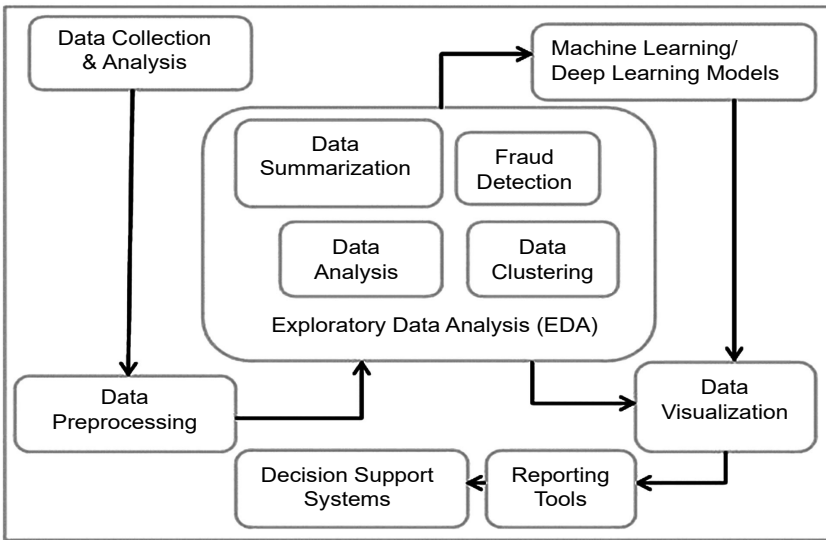 Data Collection
& Analysis
Machine Learning/
Deep Learning Models
Data
Summarization
Fraud
Detection
Data
Analysis
Data
Clustering
Exploratory Data Analysis (EDA)
Data
Preprocessing
Data
Visualization
Decision Support
Systems
Reporting
Tools